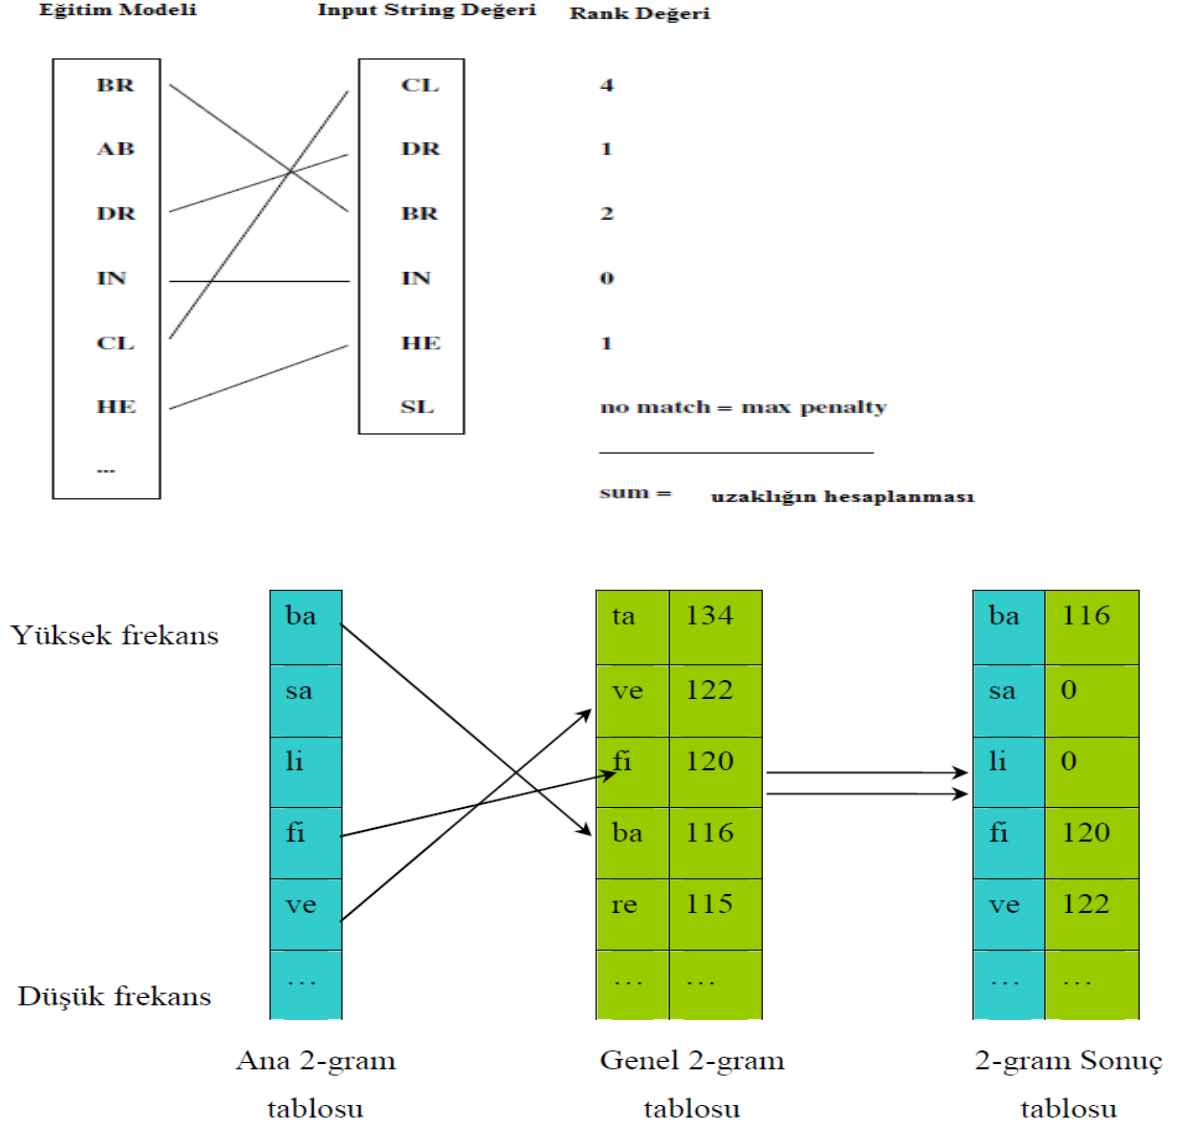 Eğitim Modeli Input String Değeri Rank Değeri
BR CL 4
AB DR 1
DR BR 2
IN IN 0
CL HE 1
HE SL no match = max penalty
...
sum = uzaklığın hesaplanması
Yüksek frekans ba ta 134 ba 116
sa ve 122 sa 0
li fi 120 li 0
fi ba 116 fi 120
ve re 115 ve 122
Düşük frekans ... ... ... ... ...
Ana 2-gram Genel 2-gram 2-gram Sonuç
tablosu tablosu tablosu